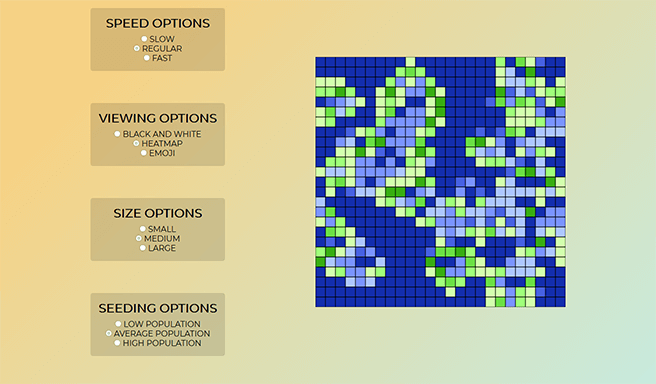 SPEED OPTIONS
SLOW
REGULAR
FAST
VIEWING OPTIONS
BLACK AND WHITE
HEATMAP
EMOJI
SIZE OPTIONS
SMALL
MEDIUM
LARGE
SEEDING OPTIONS
LOW POPULATION
AVERAGE POPULATION
HIGH POPULATION